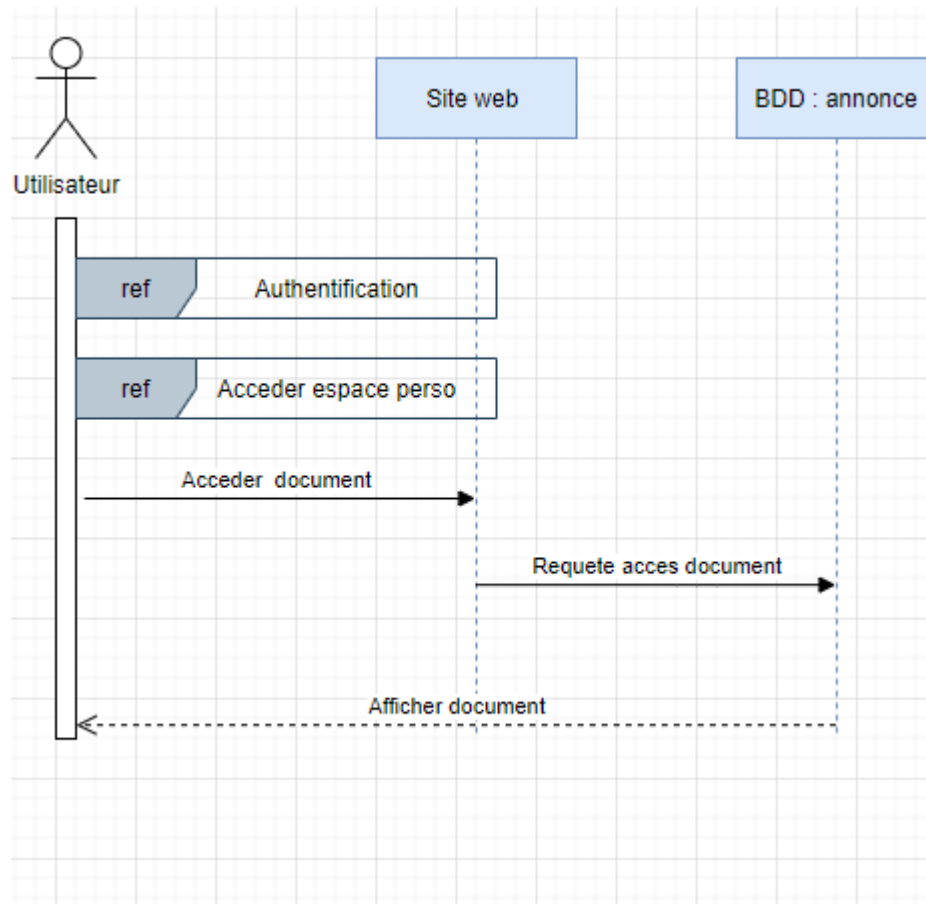 Site web
BDD : annonce
Utilisateur
ref
Authentification
ref
Acceder espace perso
Acceder  document
Requete acces document
Afficher document